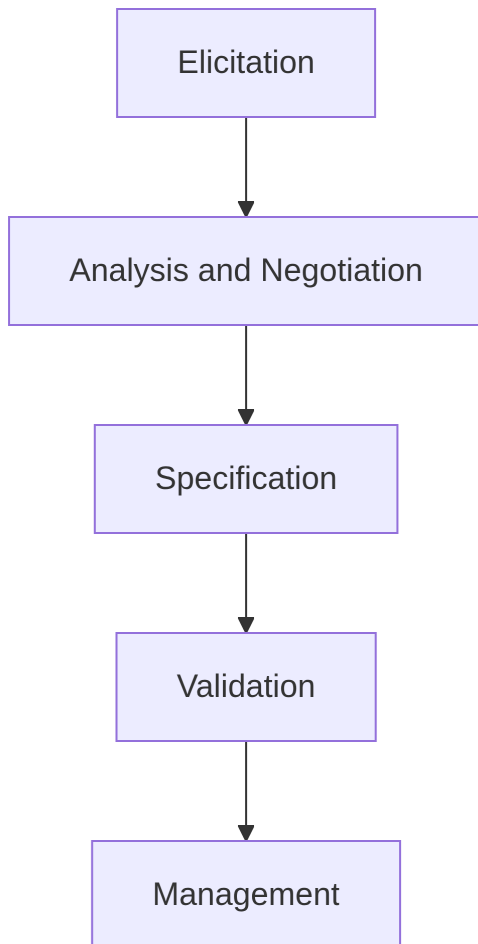 Elicitation
Analysis and Negotiation
Specification
Validation
Management